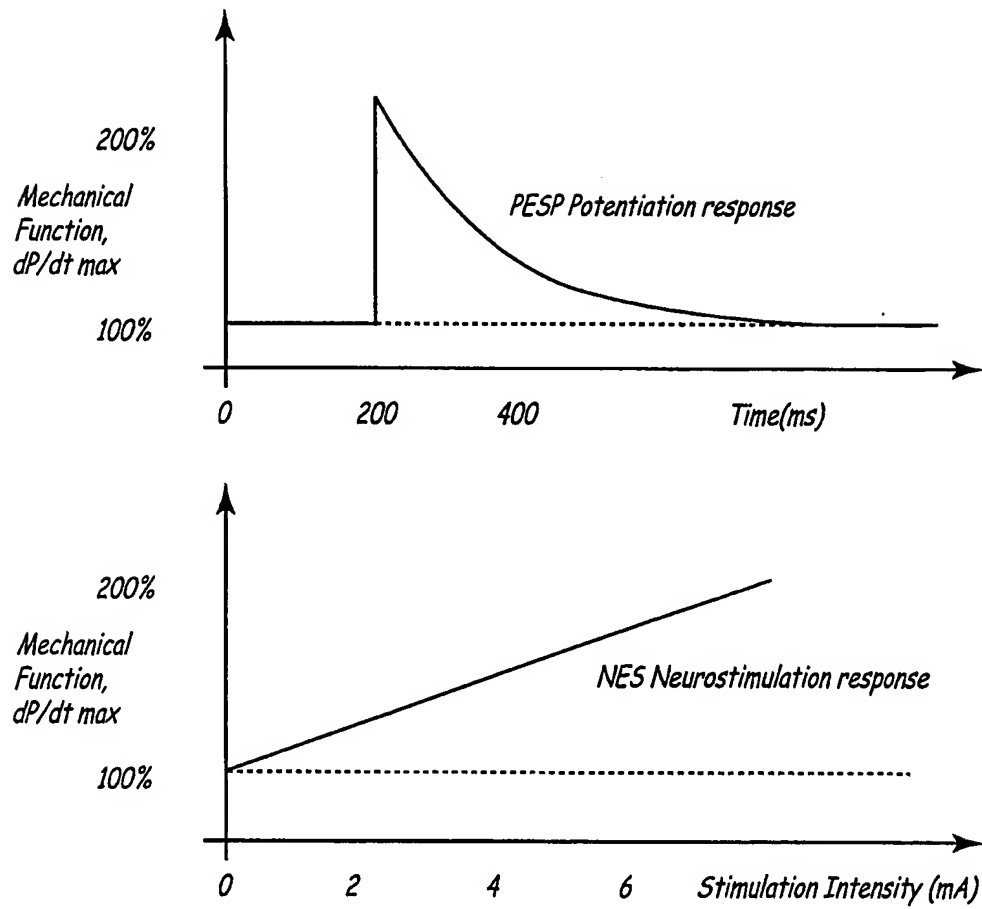 200%
Mechanical
Function,
dP/dt max
PESP Potentiation response
100%
0 200 400 Time(ms)
200%
Mechanical
Function,
dP/dt max
NES Neurostimulation response
100%
0 2 4 6 Stimulation Intensity (mA)